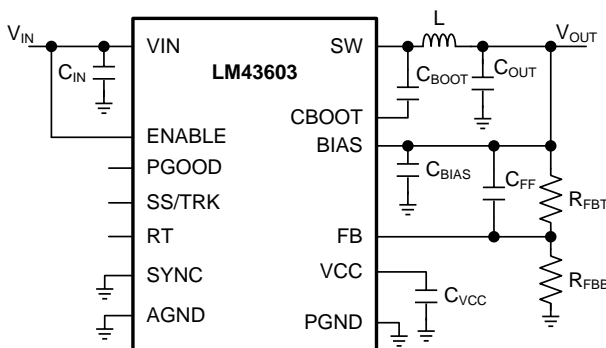 V_IN
C_IN
VIN
LM43603
ENABLE
PGOOD
SS/TRK
RT
SYNC
AGND
SW
CBOOT
BIAS
FB
VCC
PGND
L
V_OUT
C_BOOT
C_OUT
C_BIAS
C_FF
R_FBT
R_FBB
C_VCC